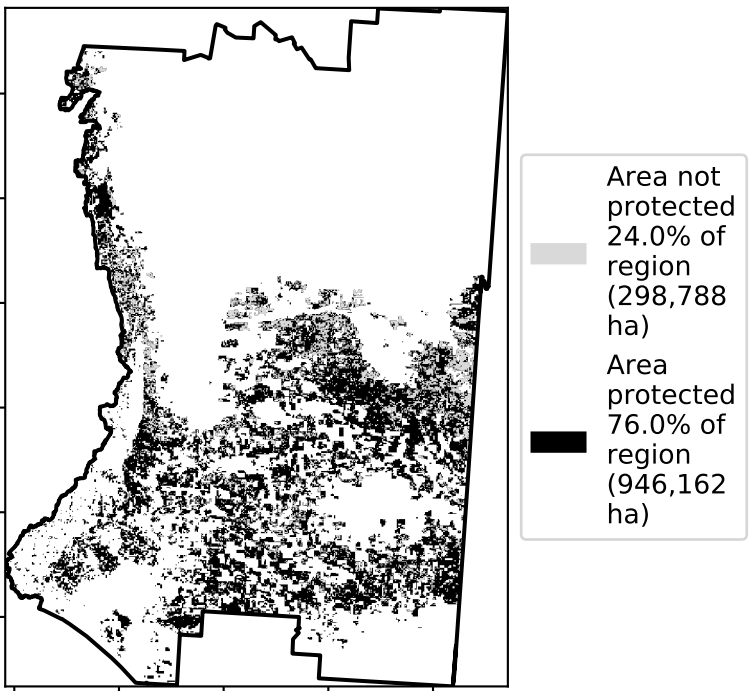 Area not
protected
24.0% of
region
(298,788
ha)
Area
protected
76.0% of
region
(946,162
ha)